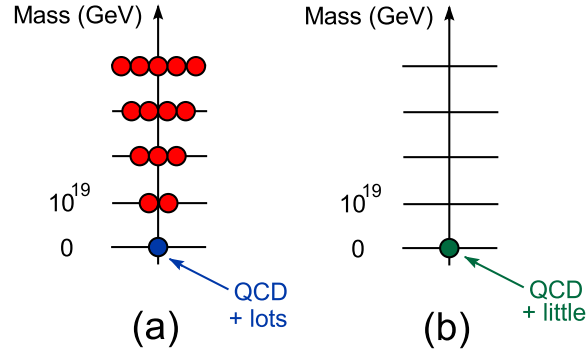 Mass (GeV)
Mass (GeV)
10^19
0
QCD
+ lots
(a)
10^19
0
QCD
+ little
(b)